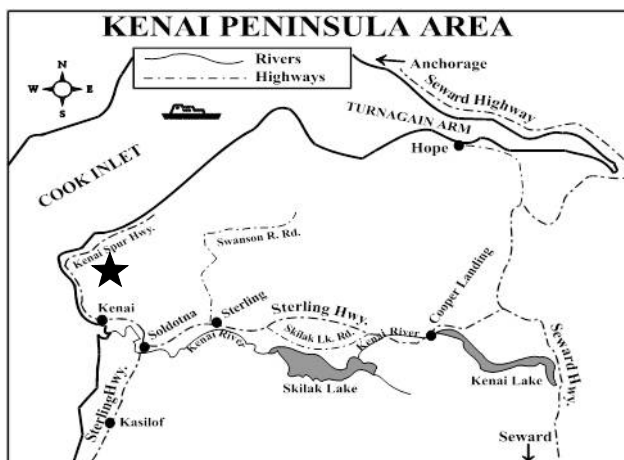 KENAI PENINSULA AREA
Rivers
Highways
N
W
E
S
Anchorage
Seward Highway
TURNAGAIN ARM
Hope
COOK INLET
Kenai Spur Hwy.
Swanson R. Rd.
Kenai
Soldotna
Sterling
Sterling Hwy.
Skilak Lk. Rd.
Kenai River
Kenai River
Cooper Landing
Skilak Lake
Kenai Lake
Seward Hwy.
SterlingHwy.
Kasilof
Seward